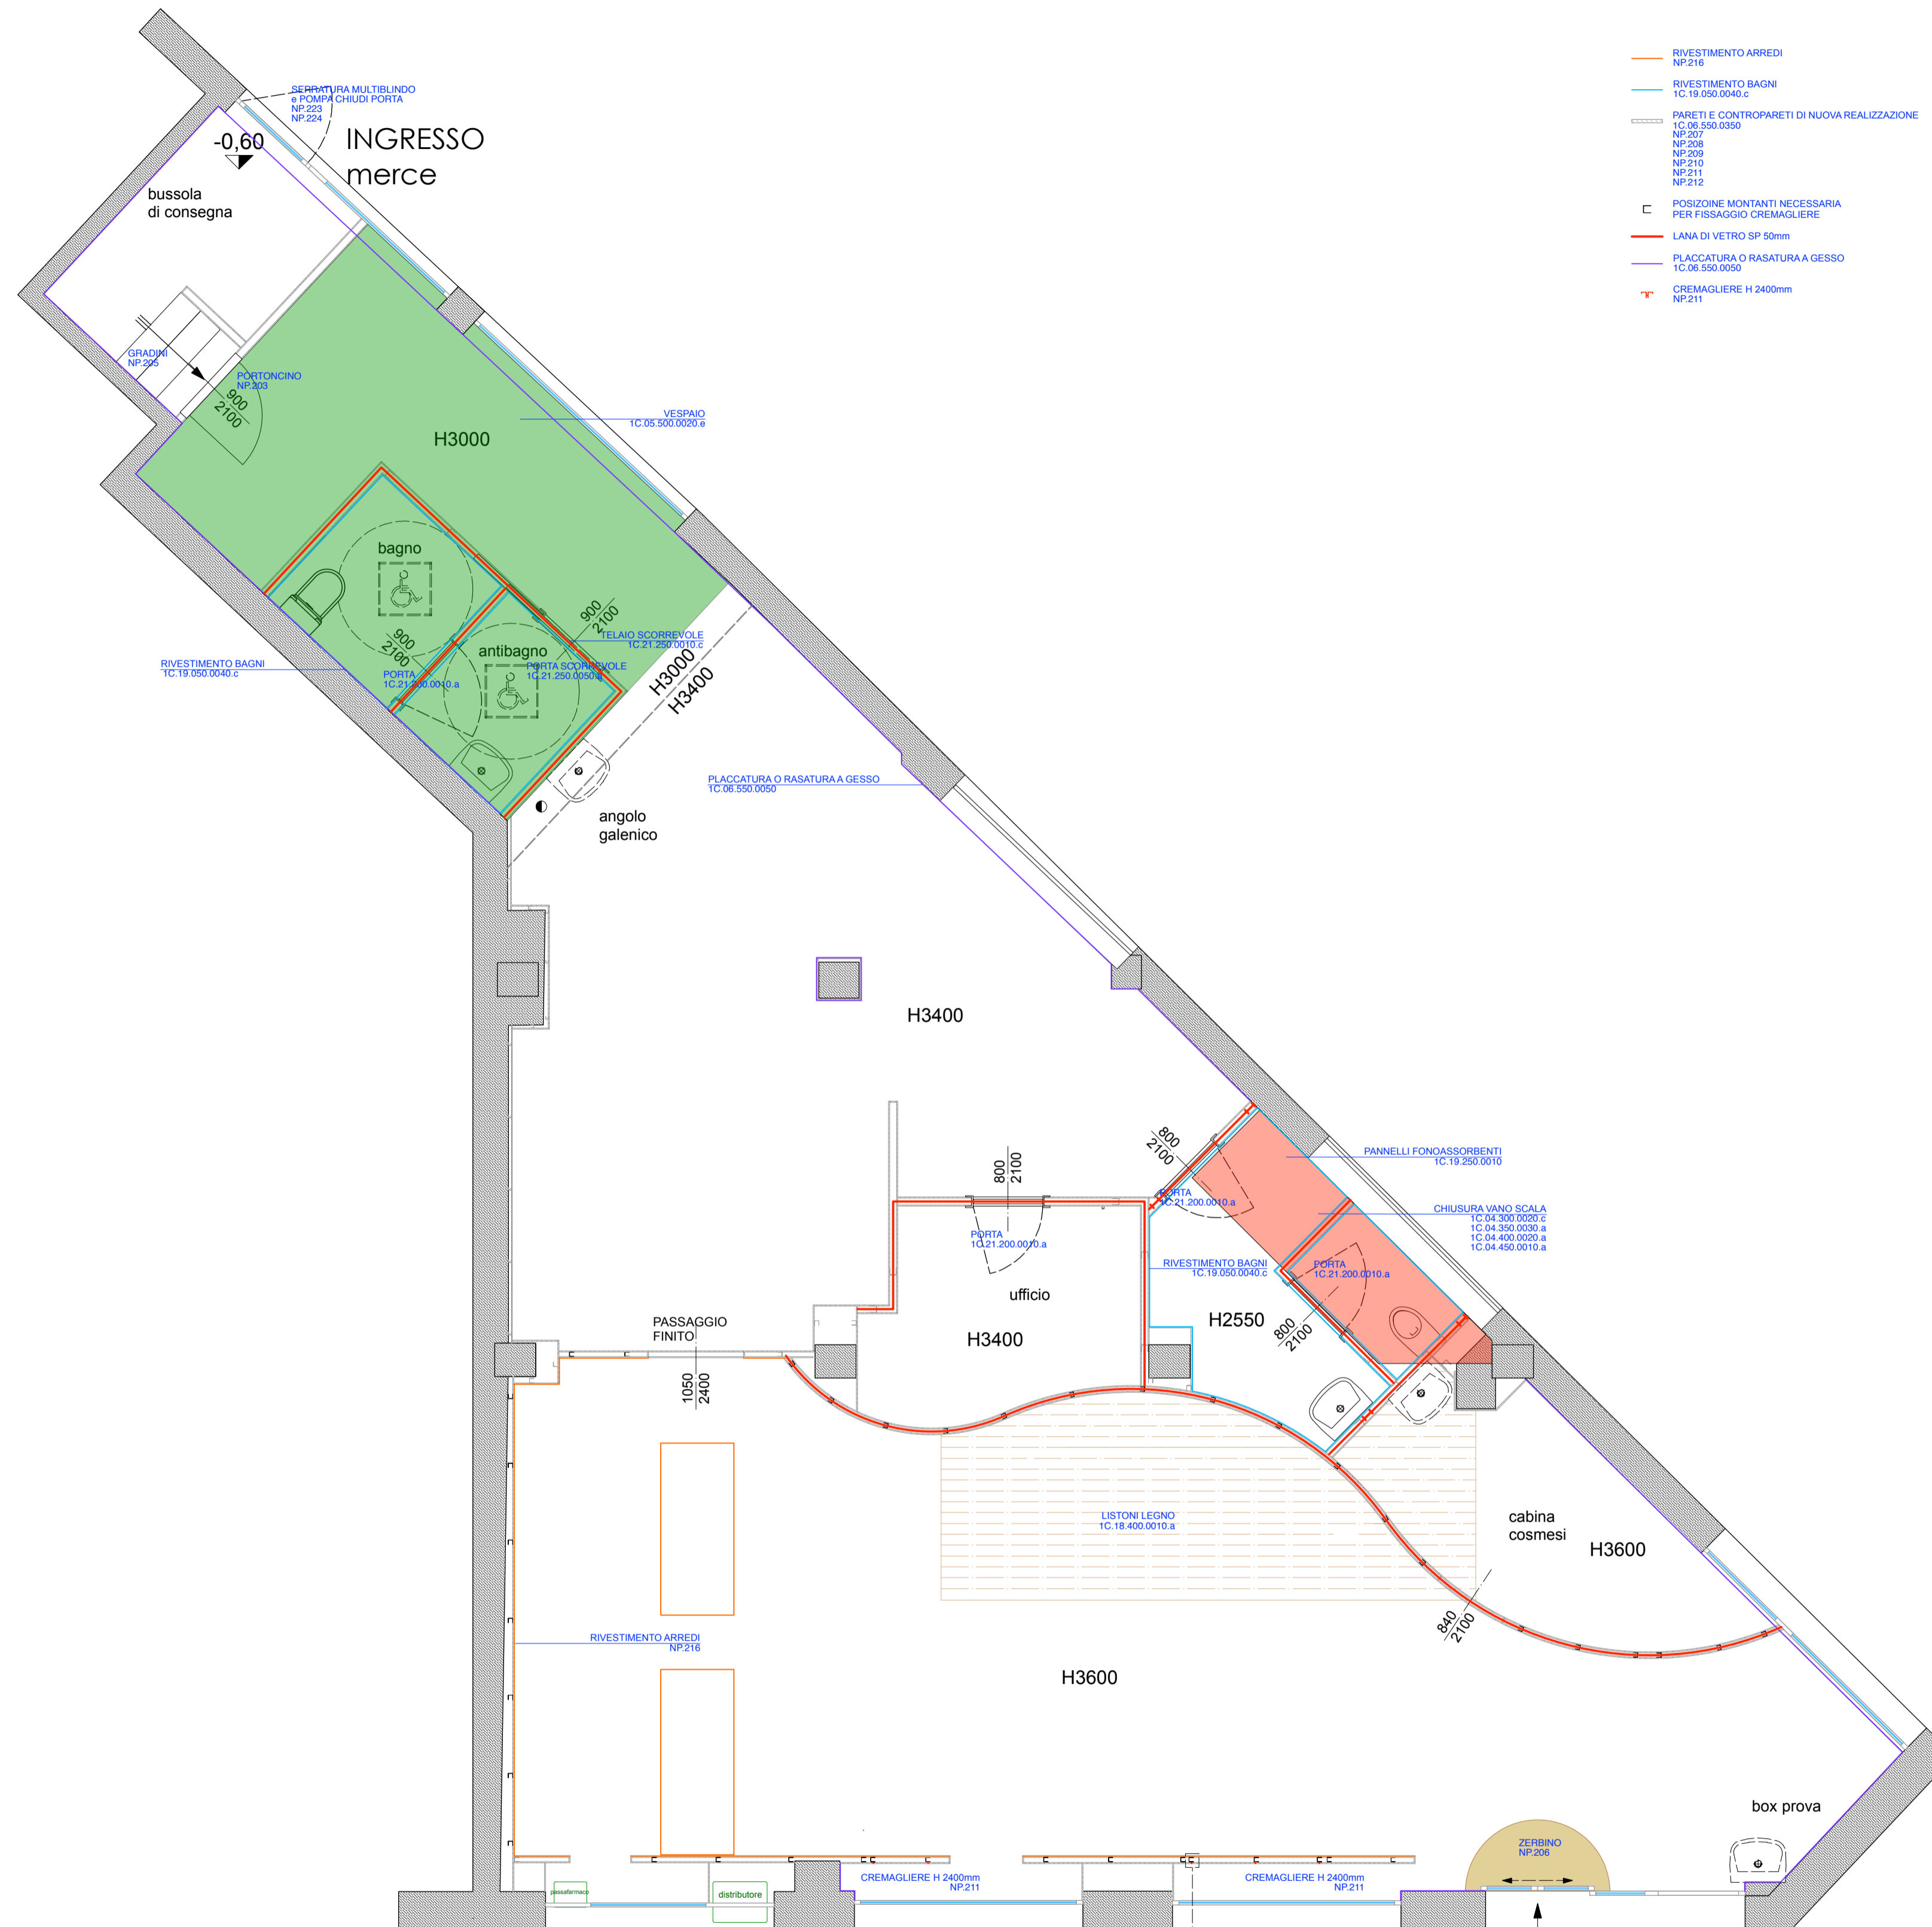 SERRATURA MULTIBLINDO
e POMPA CHIUDI PORTA
NP.223
NP.224
-0,60
INGRESSO
merce
bussola
di consegna
GRADINI
NP.205
PORTONCINO
NP.203
900
2100
H3000
VESPAIO
1C.05.500.0020.e
bagno
900
2100
900
2100
TELAIO SCORREVOLE
1C.21.250.0010.c
antibagno
PORTA SCORREVOLE
1C.21.250.0050.a
RIVESTIMENTO BAGNI
1C.19.050.0040.c
PORTA
1C.21.200.0010.a
H3000
H3400
PLACCATURA O RASATURA A GESSO
1C.06.550.0050
angolo
galenico
H3400
800
2100
800
2100
PANNELLI FONOASSORBENTI
1C.19.250.0010
PORTA
1C.21.200.0010.a
CHIUSURA VANO SCALA
1C.04.300.0020.c
1C.04.350.0030.a
1C.04.400.0020.a
1C.04.450.0010.a
PORTA
1C.21.200.0010.a
RIVESTIMENTO BAGNI
1C.19.050.0040.c
PORTA
1C.21.200.0010.a
ufficio
H3400
H2550
800
2100
PASSAGGIO
FINITO
1050
2400
LISTONI LEGNO
1C.18.400.0010.a
cabina
cosmesi
H3600
840
2100
RIVESTIMENTO ARREDI
NP.216
H3600
box prova
ZERBINO
NP.206
passafarmaco
distributore
CREMAGLIERE H 2400mm
NP.211
CREMAGLIERE H 2400mm
NP.211
RIVESTIMENTO ARREDI
NP.216
RIVESTIMENTO BAGNI
1C.19.050.0040.c
PARETI E CONTROPARETI DI NUOVA REALIZZAZIONE
1C.06.550.0350
NP.207
NP.208
NP.209
NP.210
NP.211
NP.212
POSIZOINE MONTANTI NECESSARIA
PER FISSAGGIO CREMAGLIERE
LANA DI VETRO SP 50mm
PLACCATURA O RASATURA A GESSO
1C.06.550.0050
CREMAGLIERE H 2400mm
NP.211